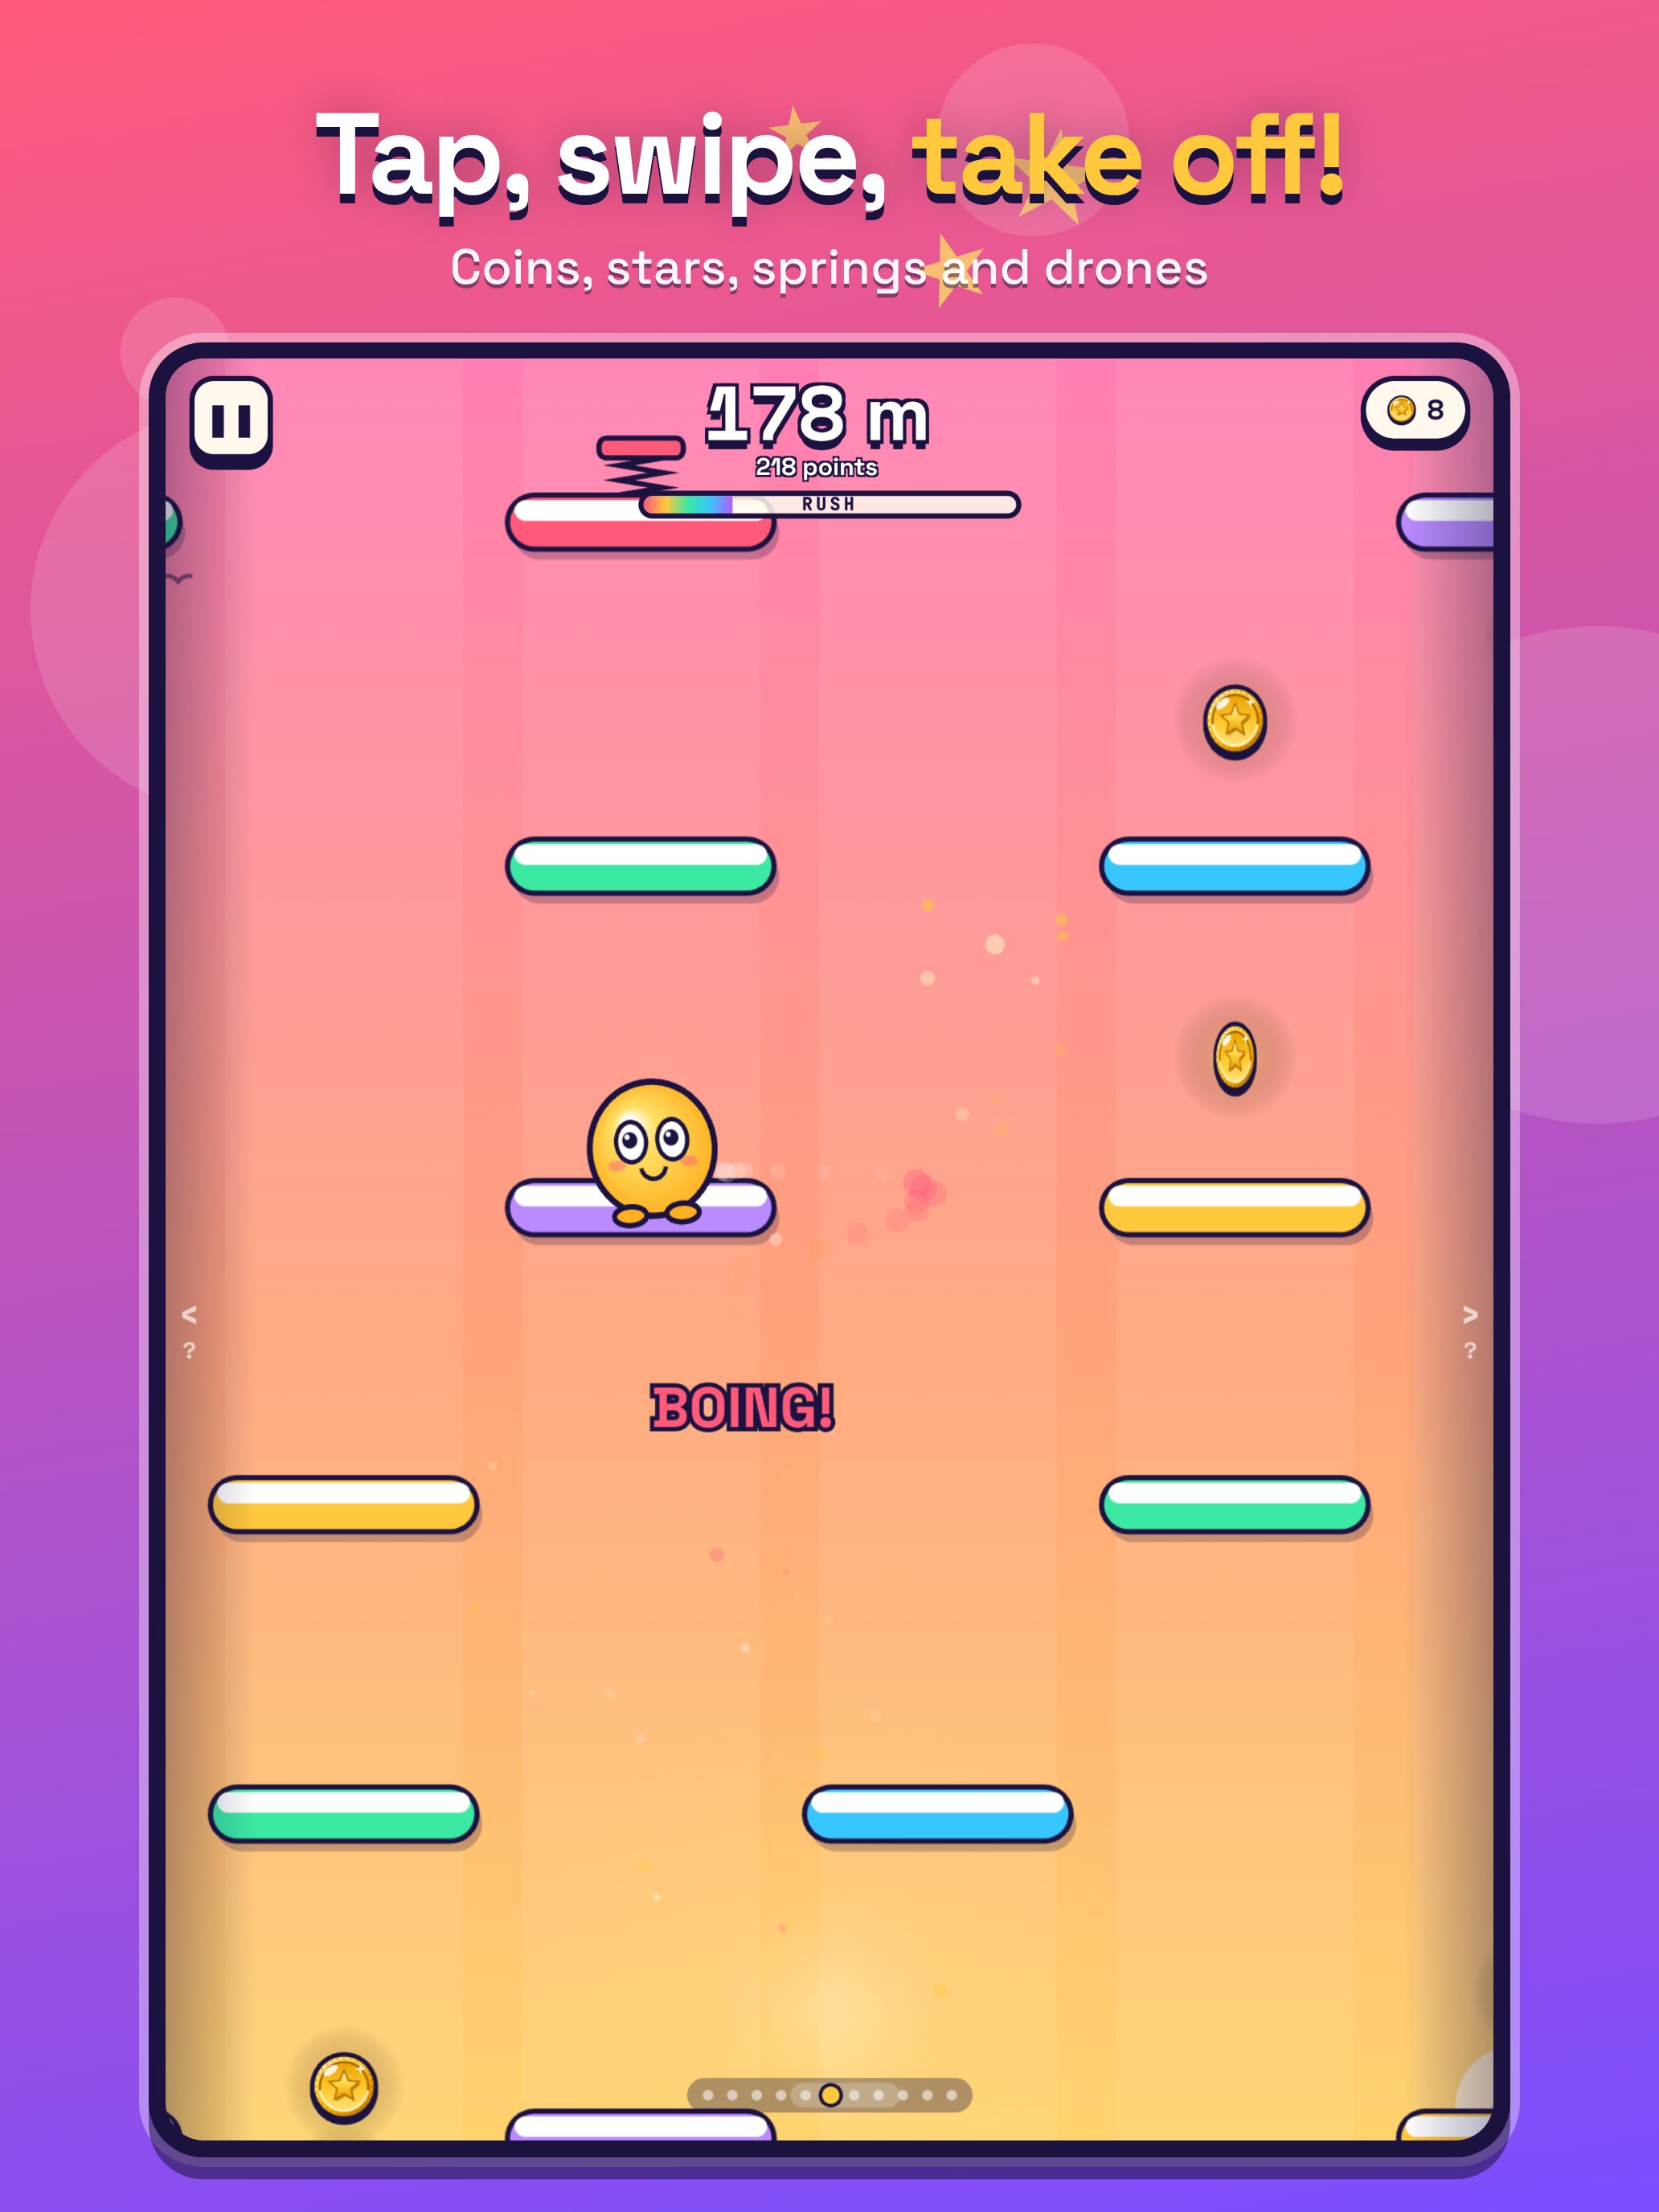 Tap, swipe, take off!
Coins, stars, springs and drones
178 m
8
218 points
RUSH
<
>
?
?
BOING!